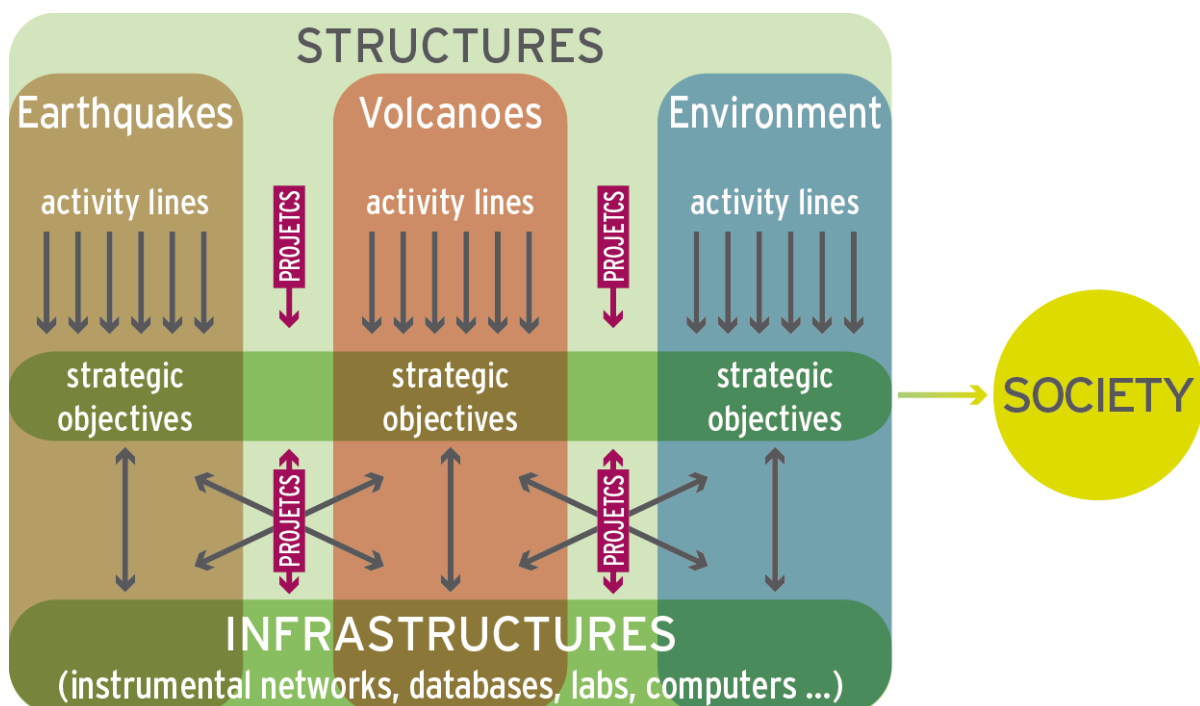 STRUCTURES
Earthquakes
Volcanoes
Environment
activity lines
PROJETCS
activity lines
PROJETCS
activity lines
strategic
objectives
strategic
objectives
strategic
objectives
SOCIETY
PROJETCS
PROJETCS
INFRASTRUCTURES
(instrumental networks, databases, labs, computers ...)